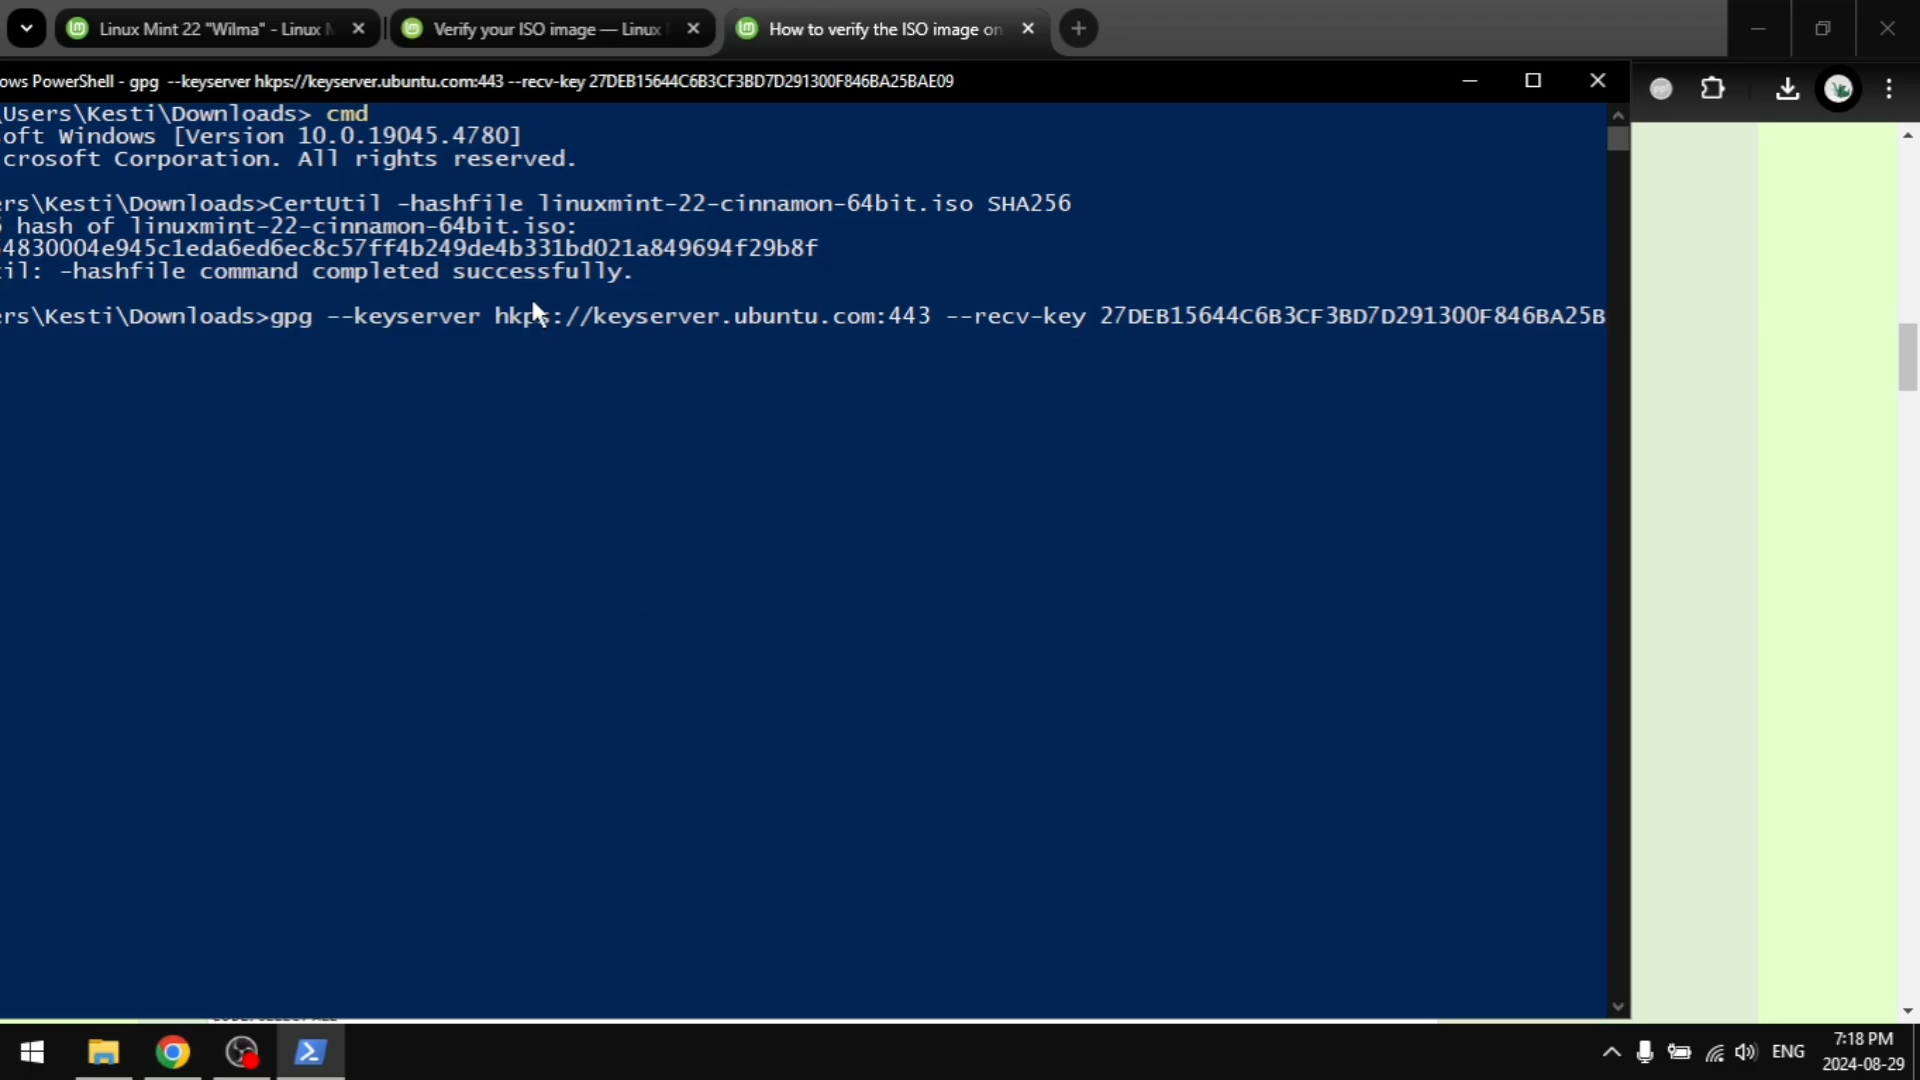 Linux Mint 22 "Wilma" - Linux
Verify your ISO image — Linux
How to verify the ISO image on
ows PowerShell - gpg --keyserver hkps://keyserver.ubuntu.com:443 --recv-key 27DEB15644C6B3CF3BD7D291300F846BA25BAE09
\Users\Kesti\Downloads> cmd
oft Windows [Version 10.0.19045.4780]
crosoft Corporation. All rights reserved.
ers\Kesti\Downloads>CertUtil -hashfile linuxmint-22-cinnamon-64bit.iso SHA256
hash of linuxmint-22-cinnamon-64bit.iso:
4830004e945c1eda6ed6ec8c57ff4b249de4b331bd021a849694f29b8f
til: -hashfile command completed successfully.
ers\Kesti\Downloads>gpg --keyserver hkps://keyserver.ubuntu.com:443 --recv-key 27DEB15644C6B3CF3BD7D291300F846BA25B
ENG
7:18 PM
2024-08-29